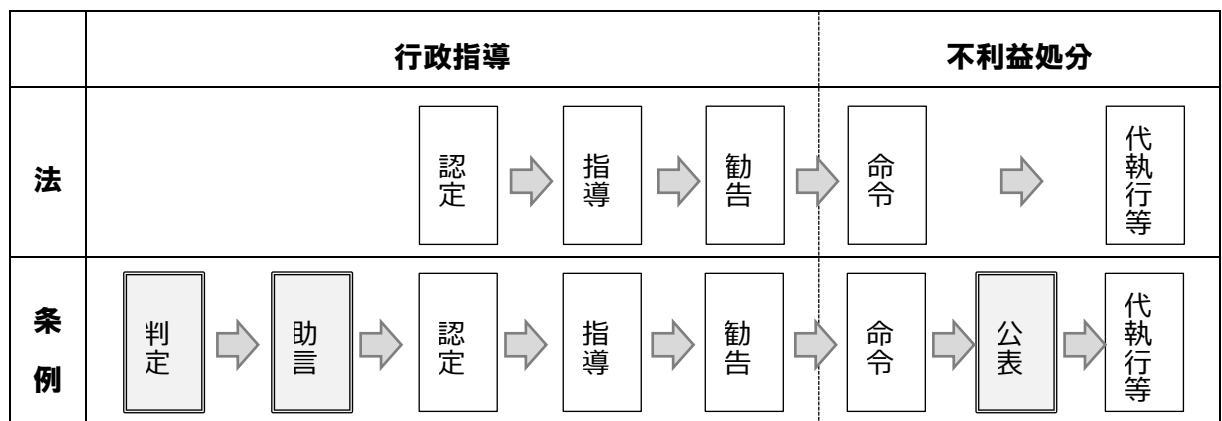 行政指導
不利益処分
法
認定
指導
勧告
命令
代執行等
条例
判定
助言
認定
指導
勧告
命令
公表
代執行等